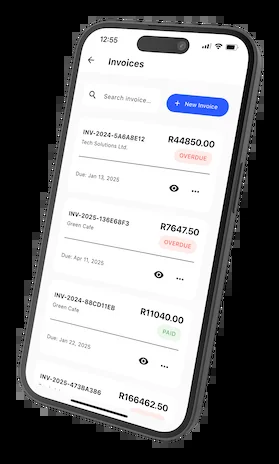 12:55
Invoices
Search invoice...
+ New Invoice
INV-2024-5A6A8E12
R44850.00
Tech Solutions Ltd.
OVERDUE
Due: Jan 13, 2025
INV-2025-136E68F3
R7647.50
Green Cafe
OVERDUE
Due: Apr 11, 2025
INV-2024-88CD11EB
R11040.00
Green Cafe
PAID
Due: Jan 22, 2025
INV-2025-473BA386
R166462.50